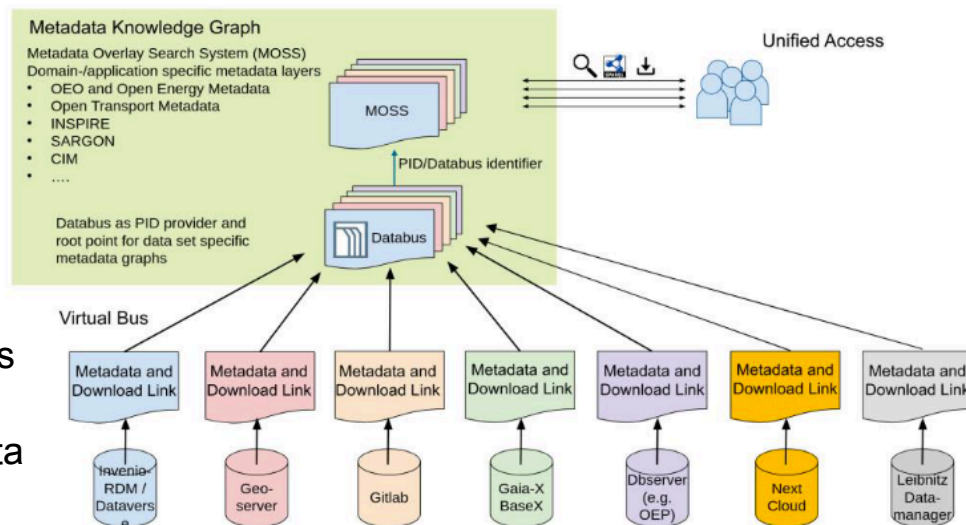 Metadata Knowledge Graph
Metadata Overlay Search System (MOSS)
Domain-/application specific metadata layers
• OEO and Open Energy Metadata
• Open Transport Metadata
• INSPIRE
• SARGON
• CIM
• ....
Unified Access
MOSS
PID/Databus identifier
Databus as PID provider and
root point for data set specific
metadata graphs
Databus
Virtual Bus
s
ta
Metadata and
Download Link
Metadata and
Download Link
Metadata and
Download Link
Metadata and
Download Link
Metadata and
Download Link
Metadata and
Download Link
Metadata and
Download Link
Invenio-
RDM /
Datavers
e
Geo-
server
Gitlab
Gaia-X
BaseX
Dbserver
(e.g.
OEP)
Next
Cloud
Leibnitz
Data-
manager